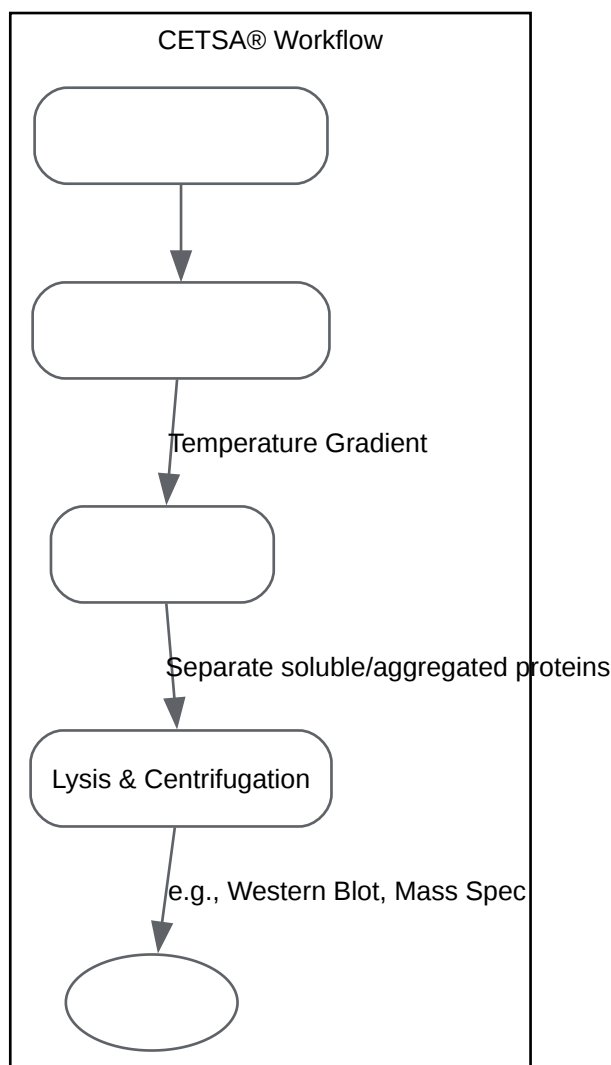 CETSA® Workflow
Temperature Gradient
Separate soluble/aggregated proteins
Lysis & Centrifugation
e.g., Western Blot, Mass Spec